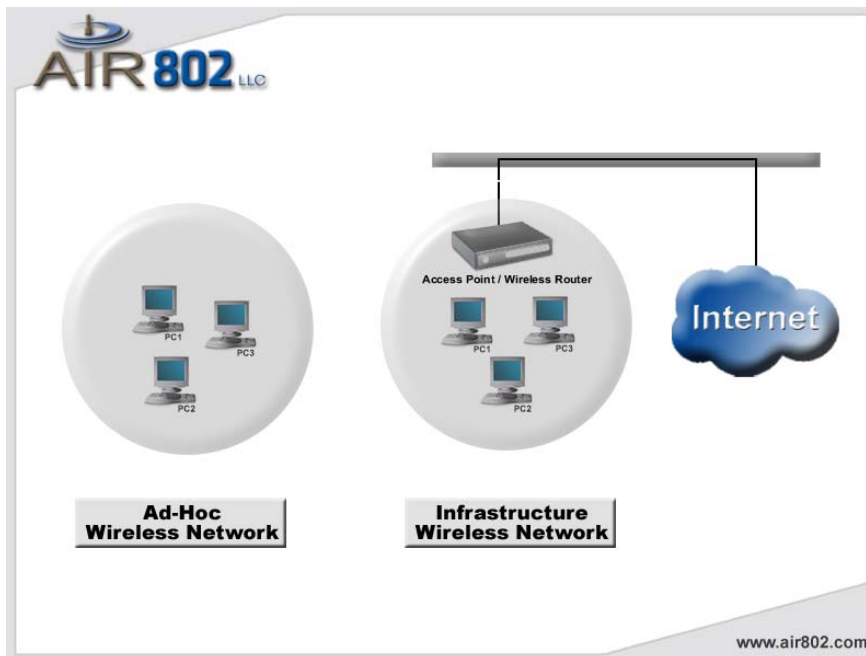 AIR 802 LLC
Access Point / Wireless Router
PC1
PC3
PC2
PC1
PC3
PC2
Internet
Ad-Hoc
Wireless Network
Infrastructure
Wireless Network
www.air802.com